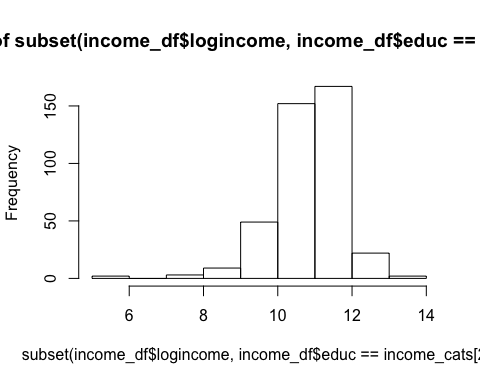 of subset(income_df$logincome, income_df$educ ==
Frequency
150
100
50
0
6 8 10 12 14
subset(income_df$logincome, income_df$educ == income_cats[2